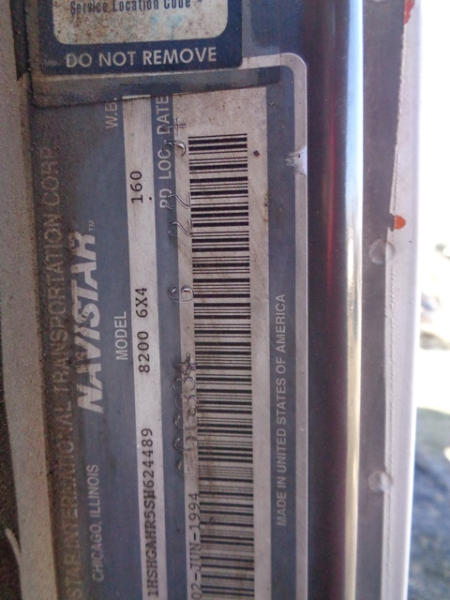 Service Location Code
DO NOT REMOVE
STAR INTERNATIONAL TRANSPORTATION CORP.
CHICAGO, ILLINOIS
NAVISTAR™
MODEL
W.B.
1HSHGAHR5SH624489
8200 6X4
160
PD LOC. DATE
02-JUN-1994
MADE IN UNITED STATES OF AMERICA